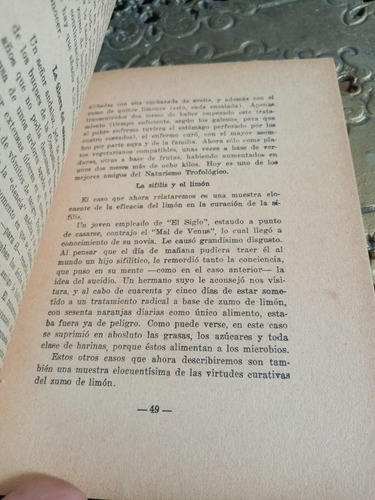 aliñadas con una cucharada de aceite, y además con el
zumo de quince limones (esto, cada ensalada). Apenas
transcurridos dos meses de haber empezado este trata-
miento (tiempo suficiente, según los galenos, para que
el pobre enfermo tuviera el estómago perforado por los
cuatro costados), el enfermo curó, con el mayor asom-
bro por parte suya y de la familia. Ahora sólo come pla-
tos vegetarianos compatibles, unas veces a base de ver-
duras, otras a base de frutas, habiendo aumentado en
unos dos meses más de ocho kilos. Hoy es uno de los
mejores amigos del Naturismo Trofológico.
La sífilis y el limón
El caso que ahora relataremos es una muestra elo-
cuente de la eficacia del limón en la curación de la sí-
filis.
Un joven empleado de "El Siglo", estando a punto
de casarse, contrajo el "Mal de Venus", lo cual llegó a
conocimiento de su novia. Le causó grandísimo disgusto.
Al pensar que el día de mañana pudiera traer él al
mundo un hijo sifilítico, le remordió tanto la conciencia,
que puso en su mente —como en el caso anterior— la
idea del suicidio. Un hermano suyo le aconsejó nos visi-
tara, y al cabo de cuarenta y cinco días de estar some-
tido a un tratamiento radical a base de zumo de limón,
con sesenta naranjas diarias como único alimento, esta-
ba fuera ya de peligro. Como puede verse, en este caso
se suprimió en absoluto las grasas, los azúcares y toda
clase de harinas, porque éstos alimentan a los microbios.
Estos otros casos que ahora describiremos son tam-
bién una muestra elocuentísima de las virtudes curativas
del zumo de limón.
— 49 —